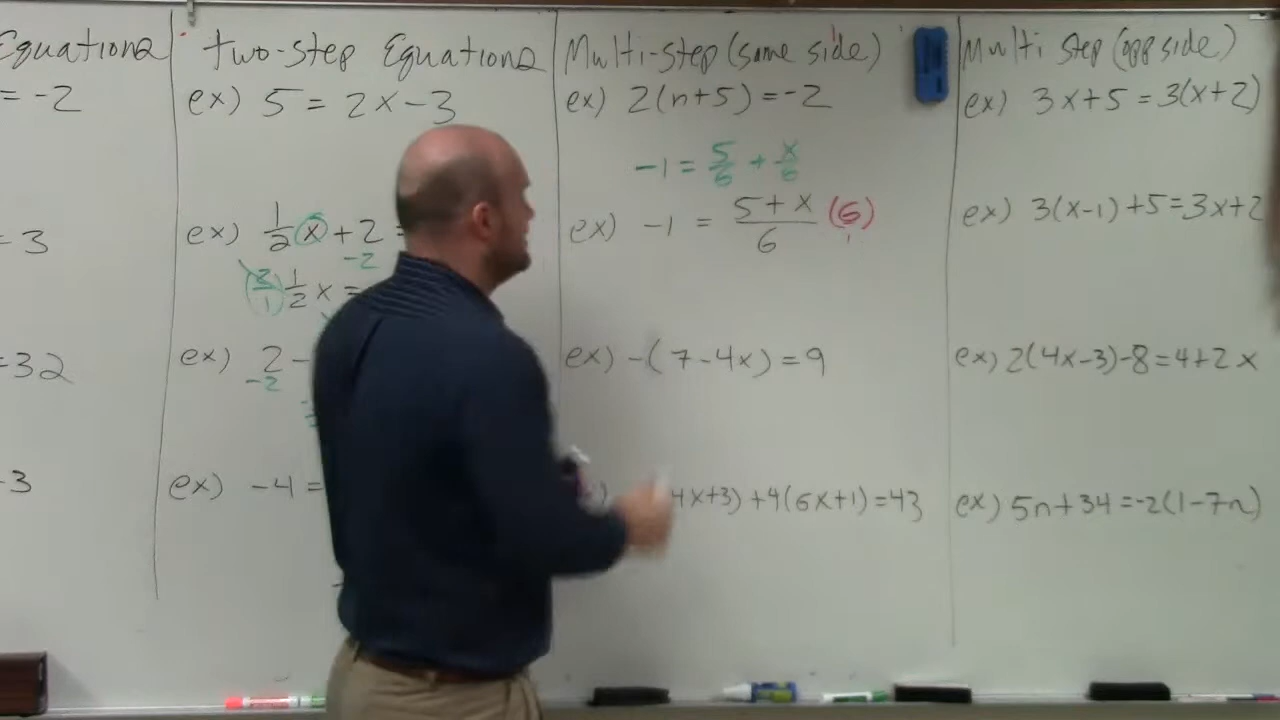 Equations
= -2
= 3
=32
-3
Two-step Equations
ex) 5 = 2x-3
ex) 1/2 x + 2 =
-2
(2/1) 1/2 x =
ex) 2 -
-2
ex) -4 =
Multi-step (same side)
ex) 2(n+5) = -2
-1 = 5/6 + x/6
ex) -1 = 5+x/6 (6)
1
ex) -(7-4x) = 9
4x+3) +4(6x+1)=43
Multi Step (opp side)
ex) 3x+5 = 3(x+2)
ex) 3(x-1)+5=3x+2
ex) 2(4x-3)-8=4+2x
ex) 5n+34=-2(1-7n)